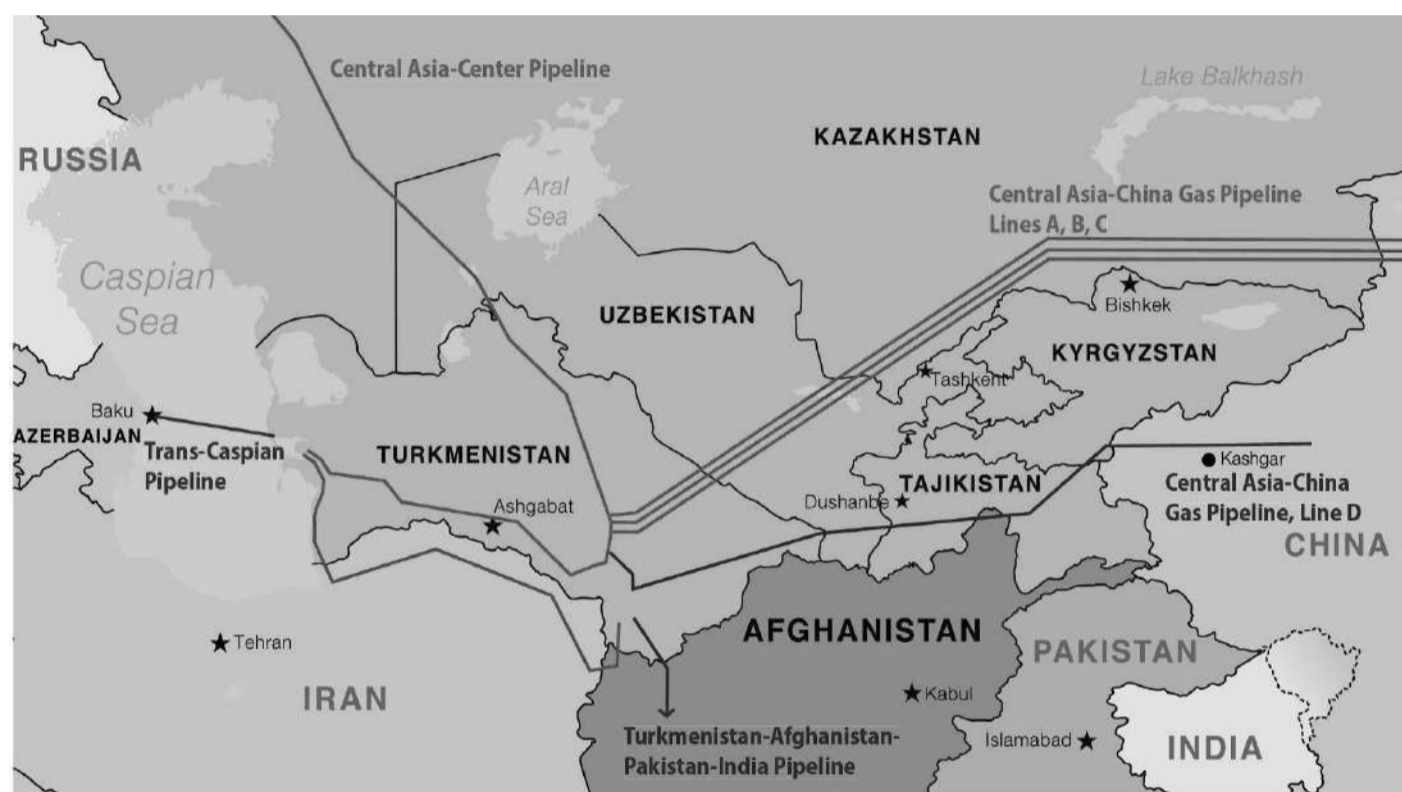 Central Asia-Center Pipeline
Lake Balkhash
KAZAKHSTAN
RUSSIA
Aral
Sea
Central Asia-China Gas Pipeline
Lines A, B, C
Caspian
Sea
UZBEKISTAN
Bishkek
KYRGYZSTAN
Tashkent
Baku
AZERBAIJAN
Trans-Caspian
Pipeline
TURKMENISTAN
Kashgar
TAJIKISTAN
Central Asia-China
Gas Pipeline, Line D
Dushanbe
Ashgabat
CHINA
AFGHANISTAN
Tehran
PAKISTAN
IRAN
Kabul
Turkmenistan-Afghanistan-
Pakistan-India Pipeline
Islamabad
INDIA